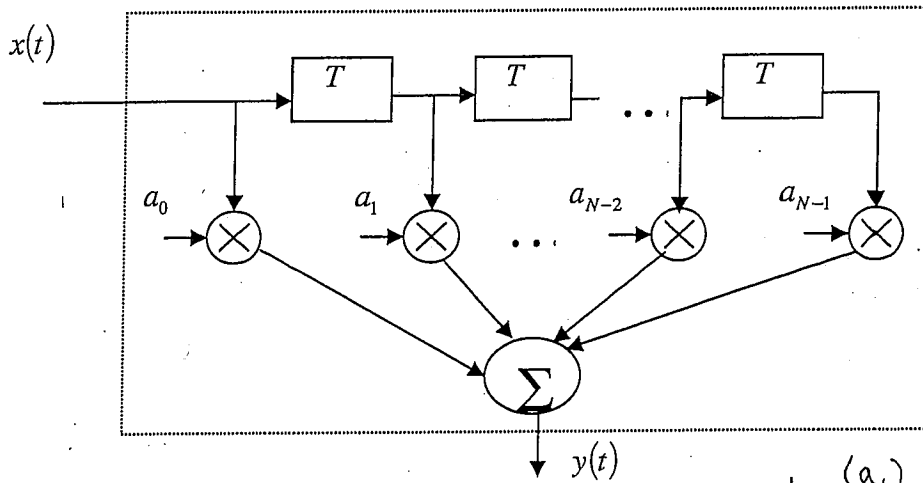 x(t)
T T ... T
a_0 a_1 a_{N-2} a_{N-1}
× × ... × ×
Σ
y(t)
(a.)